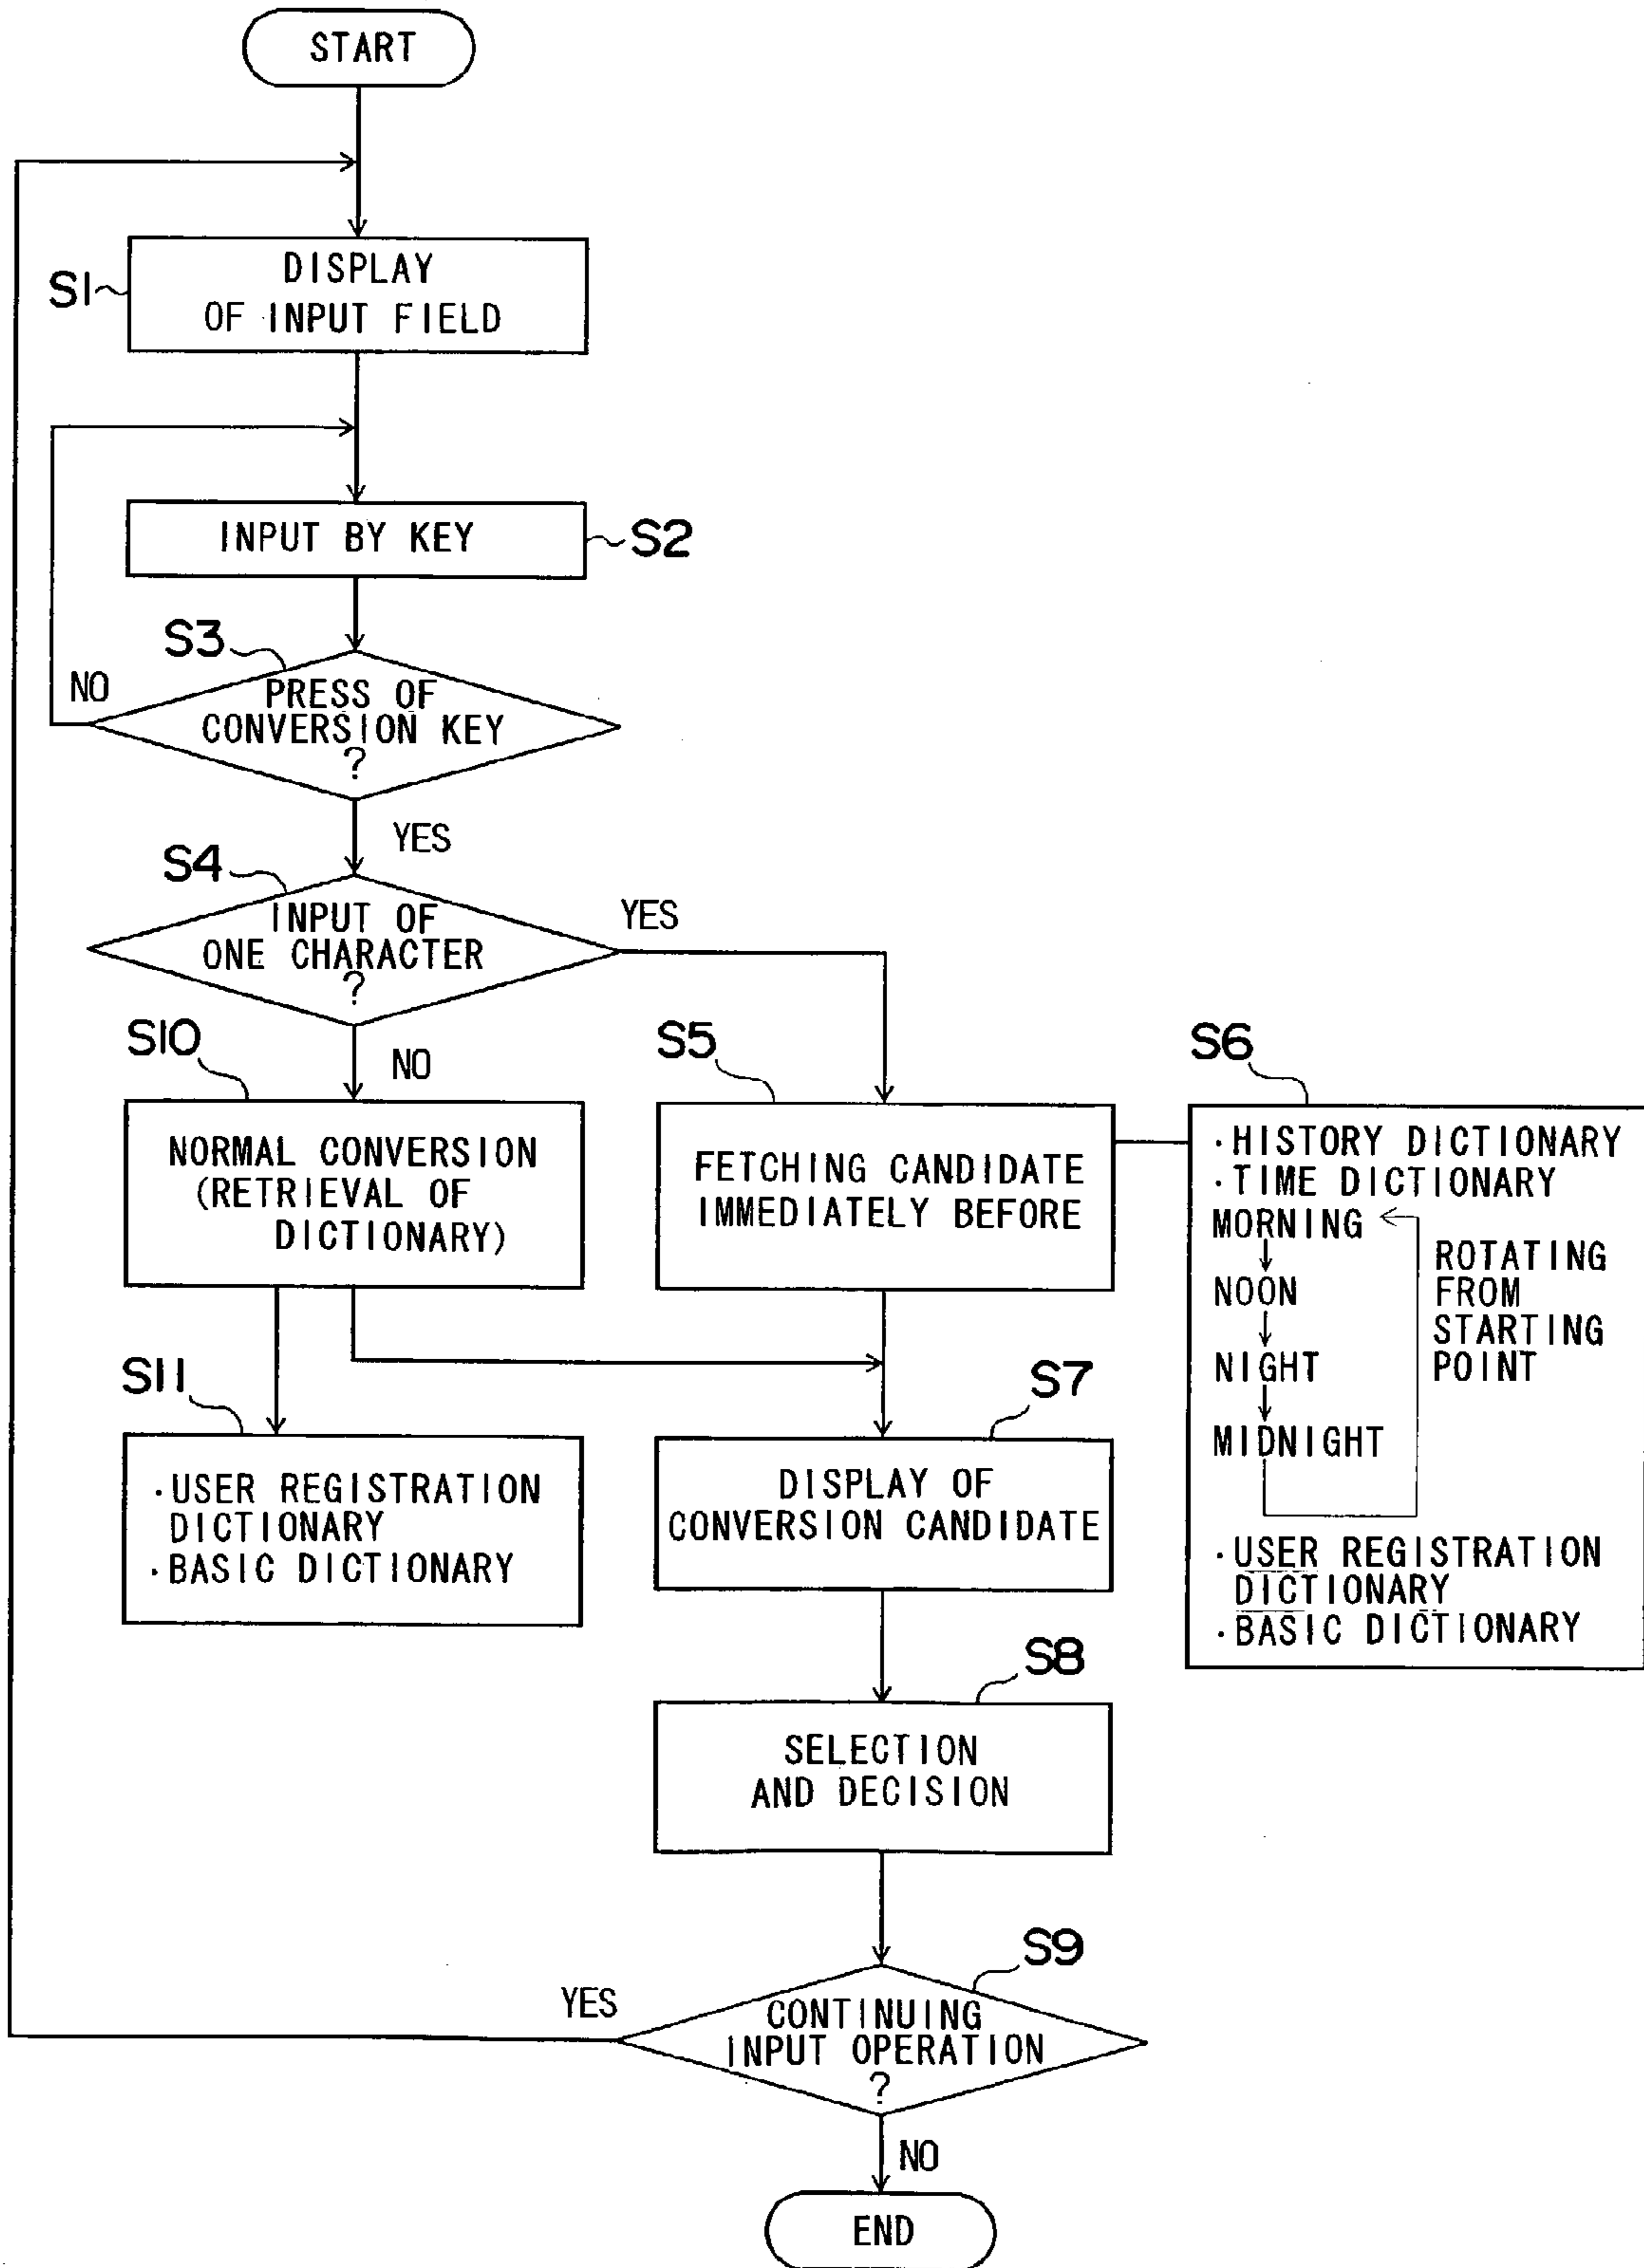 START
S1
DISPLAY
OF INPUT FIELD
INPUT BY KEY
S2
S3
NO
PRESS OF
CONVERSION KEY
?
YES
S4
INPUT OF
ONE CHARACTER
?
YES
NO
S10
NORMAL CONVERSION
(RETRIEVAL OF
DICTIONARY)
S5
FETCHING CANDIDATE
IMMEDIATELY BEFORE
S6
·HISTORY DICTIONARY
·TIME DICTIONARY
MORNING
NOON
NIGHT
MIDNIGHT
ROTATING
FROM
STARTING
POINT
·USER REGISTRATION
DICTIONARY
·BASIC DICTIONARY
S11
·USER REGISTRATION
DICTIONARY
·BASIC DICTIONARY
S7
DISPLAY OF
CONVERSION CANDIDATE
S8
SELECTION
AND DECISION
S9
YES
CONTINUING
INPUT OPERATION
?
NO
END